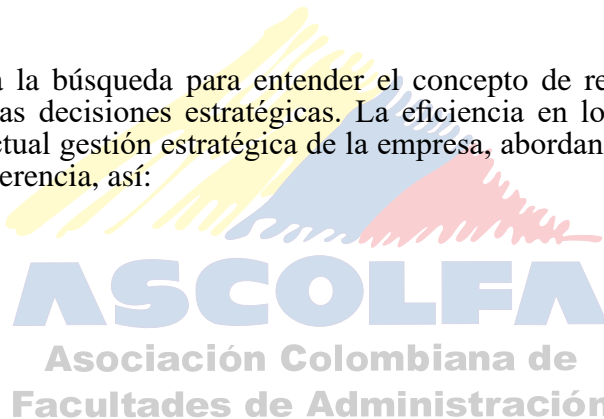 a la búsqueda para entender el concepto de re
as decisiones estratégicas. La eficiencia en lo
ctual gestión estratégica de la empresa, abordan
erencia, así:
ASCOLFA
Asociación Colombiana de
Facultades de Administración